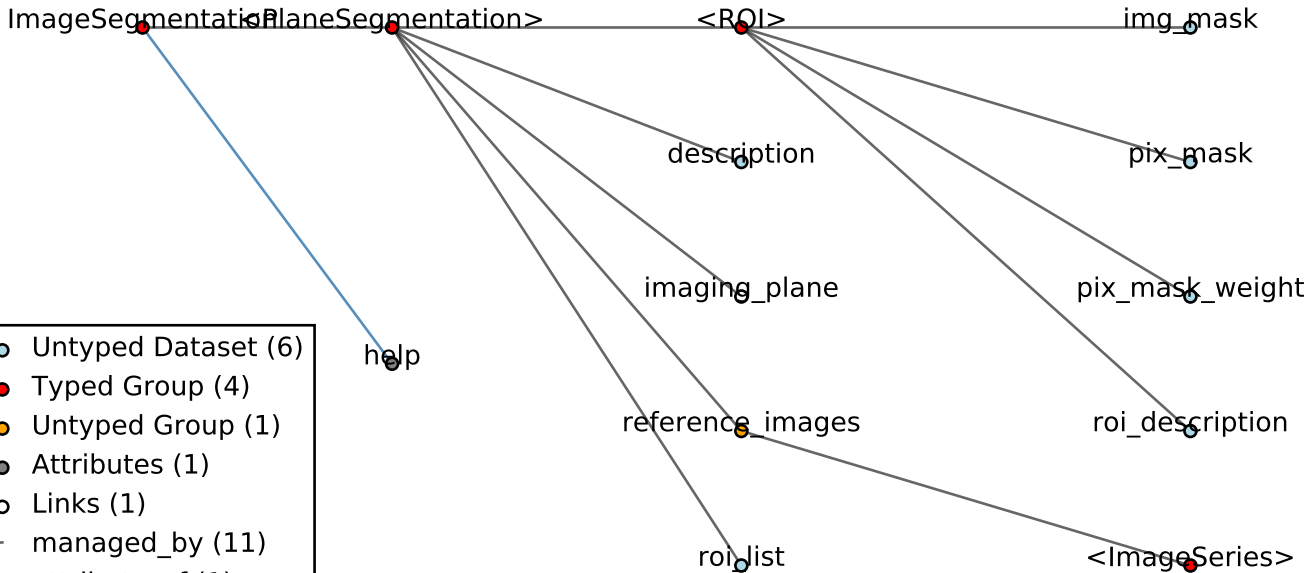 ImageSegmentation
<PlaneSegmentation>
<ROI>
img_mask
description
pix_mask
imaging_plane
pix_mask_weight
help
reference_images
roi_description
roi_list
<ImageSeries>
Untyped Dataset (6)
Typed Group (4)
Untyped Group (1)
Attributes (1)
Links (1)
managed_by (11)